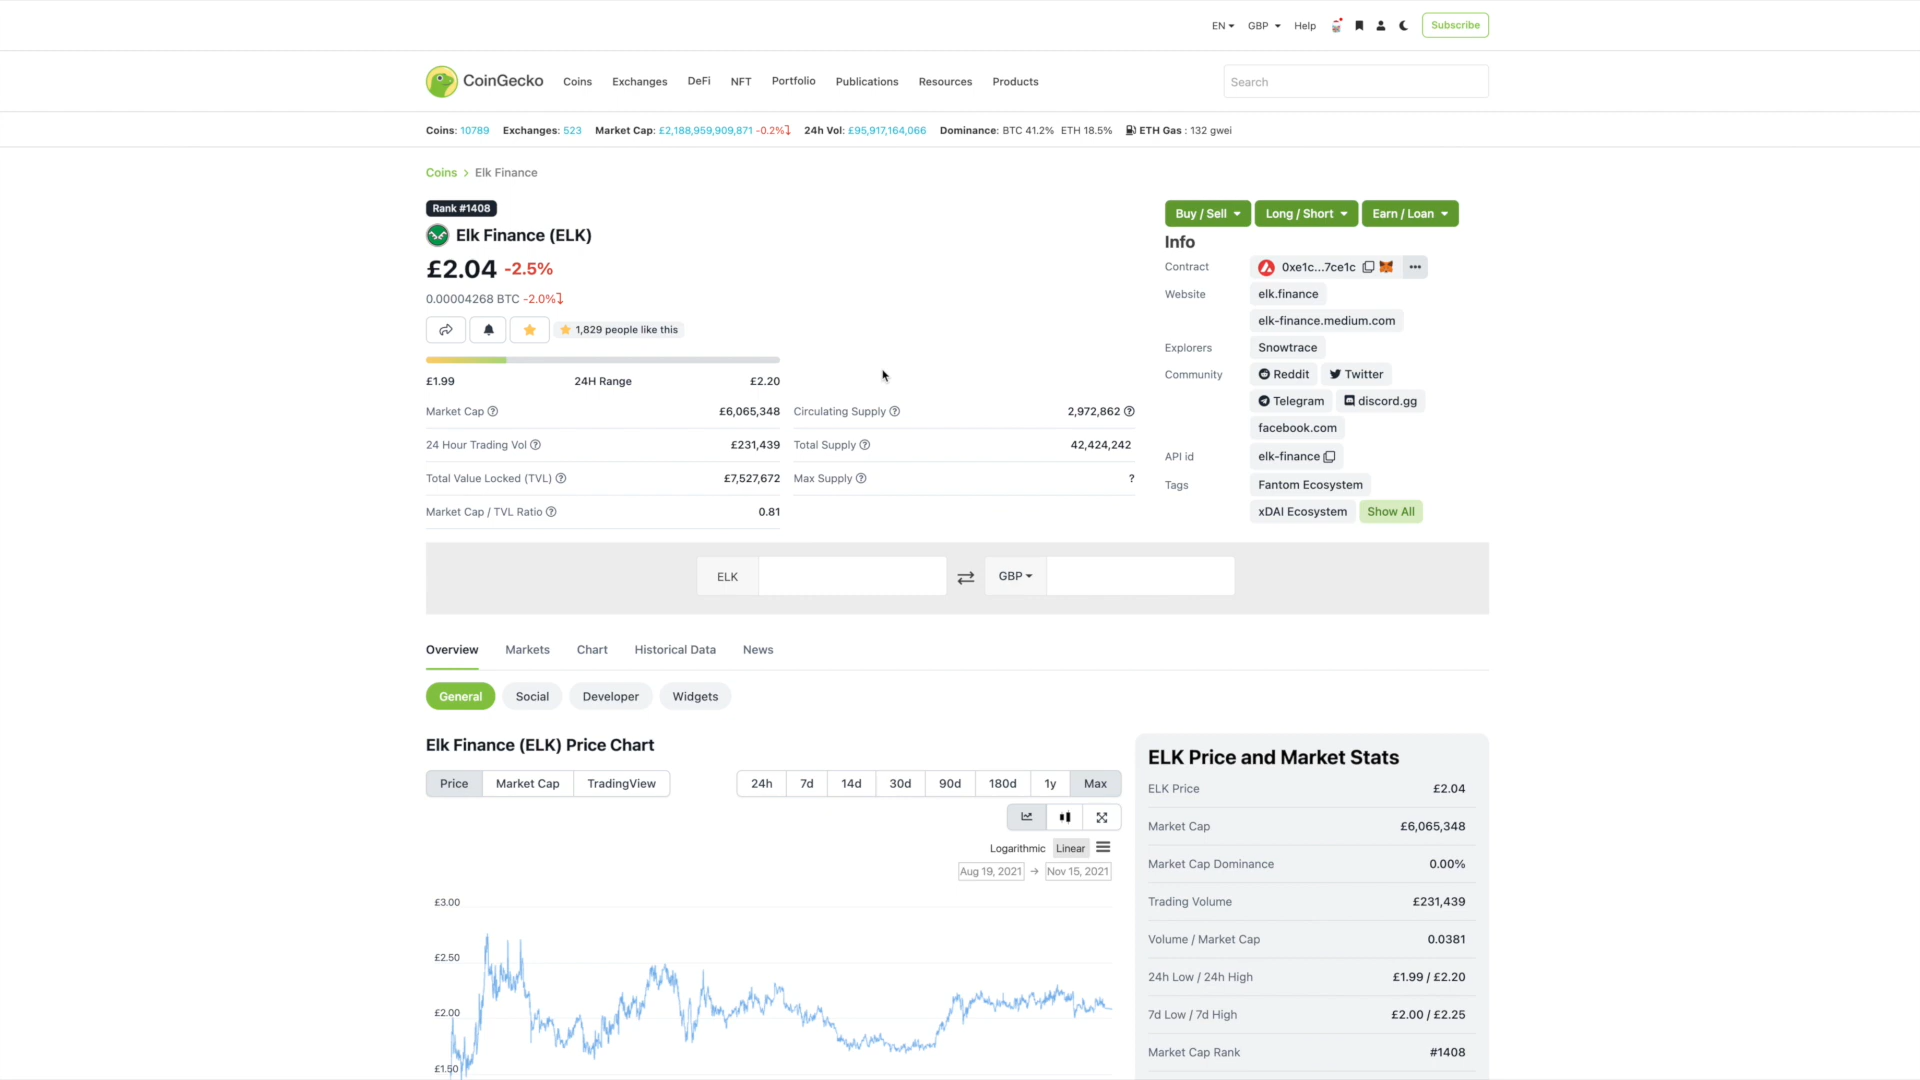 EN GBP Help Subscribe
CoinGecko Coins Exchanges DeFi NFT Portfolio Publications Resources Products Search
Coins: 10789 Exchanges: 523 Market Cap: £2,188,959,909,871 -0.2% 24h Vol: £95,917,164,066 Dominance: BTC 41.2% ETH 18.5% ETH Gas : 132 gwei
Coins > Elk Finance
Rank #1408
Elk Finance (ELK)
£2.04 -2.5%
0.00004268 BTC -2.0%
1,829 people like this
£1.99 24H Range £2.20
Market Cap £6,065,348
24 Hour Trading Vol £231,439
Total Value Locked (TVL) £7,527,672
Market Cap / TVL Ratio 0.81
Circulating Supply 2,972,862
Total Supply 42,424,242
Max Supply ?
Buy / Sell Long / Short Earn / Loan
Info
Contract 0xe1c...7ce1c •••
Website elk.finance
elk-finance.medium.com
Explorers Snowtrace
Community Reddit Twitter
Telegram discord.gg
facebook.com
API id elk-finance
Tags Fantom Ecosystem
xDAI Ecosystem Show All
ELK GBP
Overview Markets Chart Historical Data News
General Social Developer Widgets
Elk Finance (ELK) Price Chart
Price Market Cap TradingView 24h 7d 14d 30d 90d 180d 1y Max
Logarithmic Linear
Aug 19, 2021 → Nov 15, 2021
£3.00
£2.50
£2.00
£1.50
ELK Price and Market Stats
ELK Price £2.04
Market Cap £6,065,348
Market Cap Dominance 0.00%
Trading Volume £231,439
Volume / Market Cap 0.0381
24h Low / 24h High £1.99 / £2.20
7d Low / 7d High £2.00 / £2.25
Market Cap Rank #1408